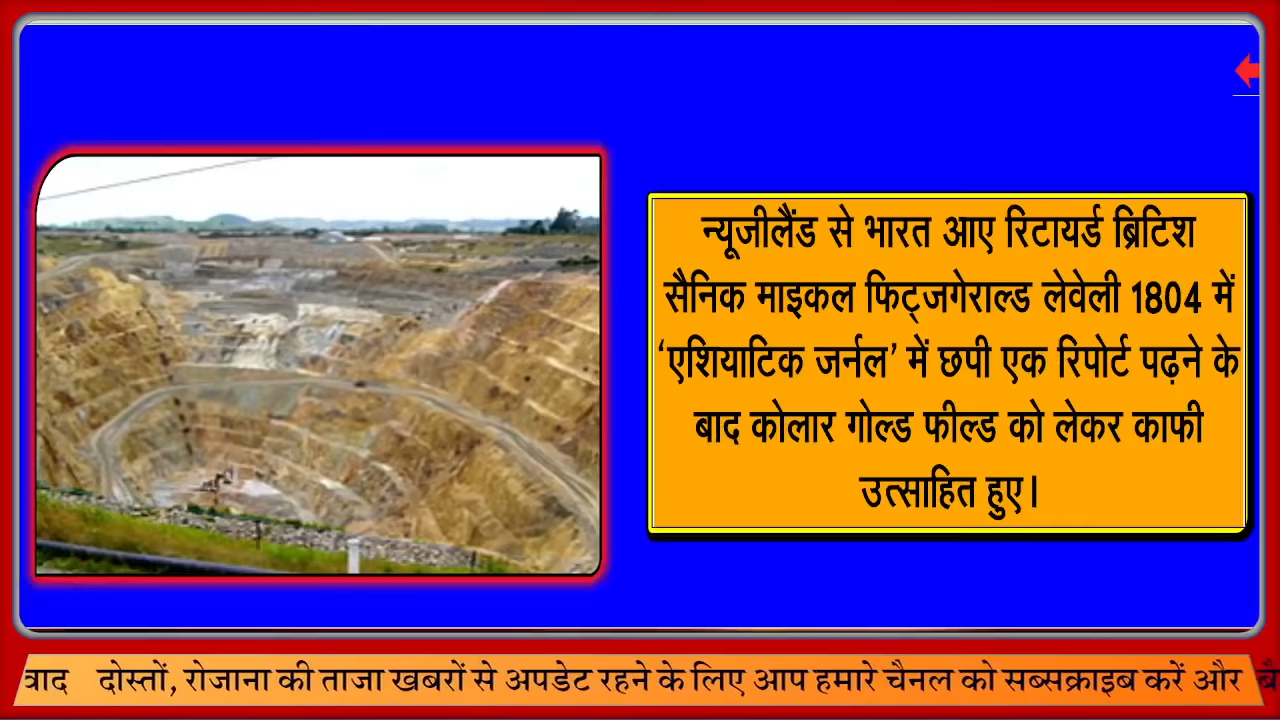 न्यूजीलैंड से भारत आए रिटायर्ड ब्रिटिश
सैनिक माइकल फिट्जगेराल्ड लेवेली 1804 में
‘एशियाटिक जर्नल’ में छपी एक रिपोर्ट पढ़ने के
बाद कोलार गोल्ड फील्ड को लेकर काफी
उत्साहित हुए।
वाद दोस्तों, रोजाना की ताजा खबरों से अपडेट रहने के लिए आप हमारे चैनल को सब्सक्राइब करें और